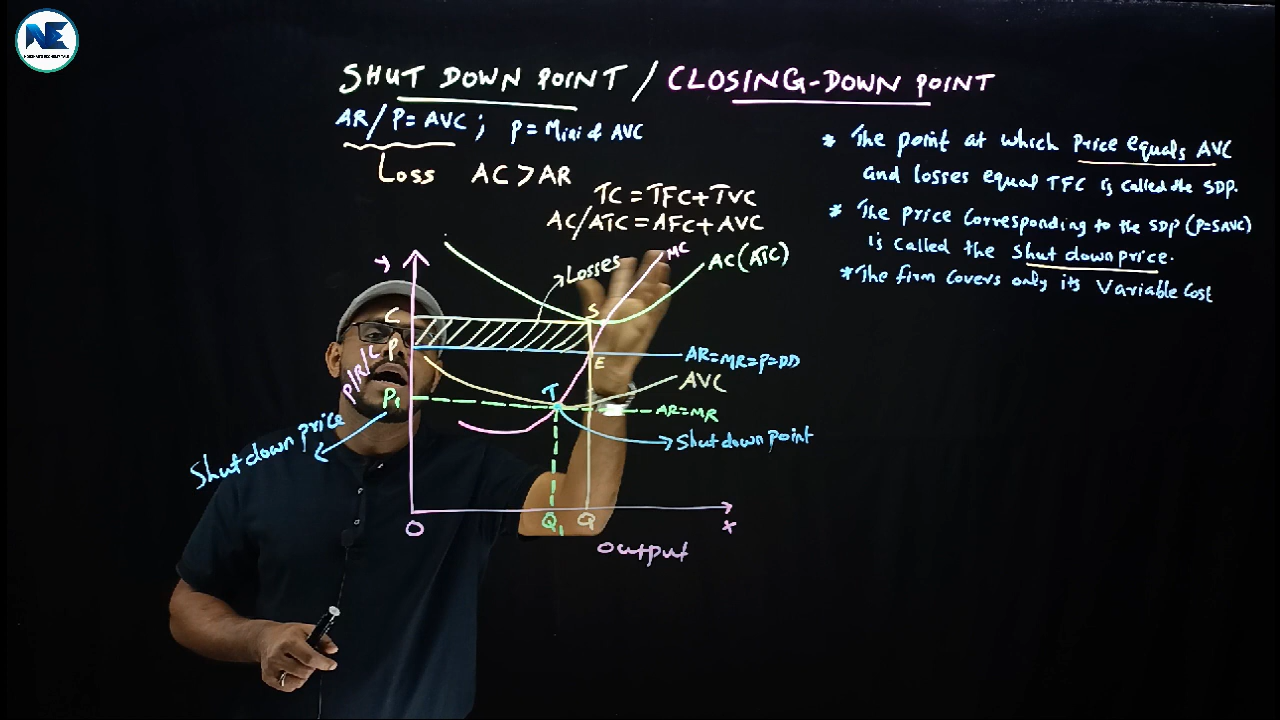 NE
SHUT DOWN POINT / CLOSING-DOWN POINT
AR/P = AVC ; P = Mini of AVC
Loss AC > AR
TC = TFC + TVC
AC/ATC = AFC + AVC
* The point at which Price equals AVC
and losses equal TFC is called the SDP.
* The price corresponding to the SDP (P=SAVC)
is called the Shut down price.
* The firm covers only its Variable Cost
Y
Losses
MC
AC (ATC)
C
S
P
E
AR=MR=P=DD
P/R/C
T
AVC
P1
AR=MR
Shut down price
Shut down point
O
Q1
Q
X
output